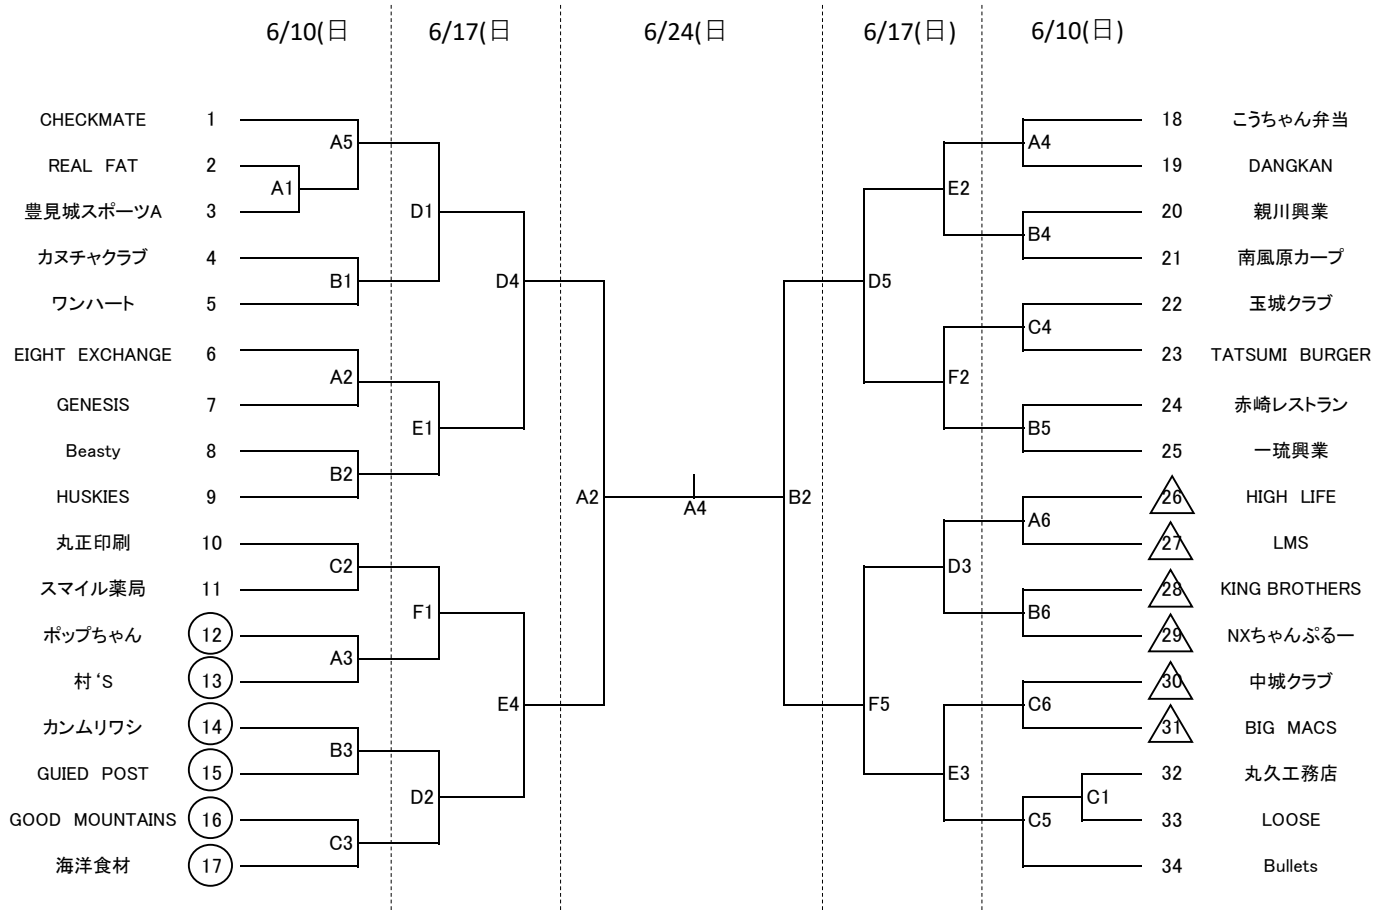 6/10(日 6/17(日 6/24(日 6/17(日) 6/10(日)
CHECKMATE 1 18 こうちゃん弁当
A5 A4
REAL FAT 2 19 DANGKAN
A1 E2
豊見城スポーツA 3 D1 20 親川興業
B4
カヌチャクラブ 4 21 南風原カープ
B1 D4 D5
ワンハート 5 22 玉城クラブ
C4
EIGHT EXCHANGE 6 23 TATSUMI BURGER
A2 F2
GENESIS 7 24 赤崎レストラン
E1 B5
Beasty 8 25 一琉興業
B2
HUSKIES 9 A2 A4 B2 26 HIGH LIFE
A6
丸正印刷 10 27 LMS
C2 D3
スマイル薬局 11 28 KING BROTHERS
F1 B6
ポップちゃん 12 29 NXちゃんぷるー
A3
村‘S 13 30 中城クラブ
E4 F5 C6
カンムリワシ 14 31 BIG MACS
B3
GUIED POST 15 E3 32 丸久工務店
D2 C1
GOOD MOUNTAINS 16 C5 33 LOOSE
C3
海洋食材 17 34 Bullets